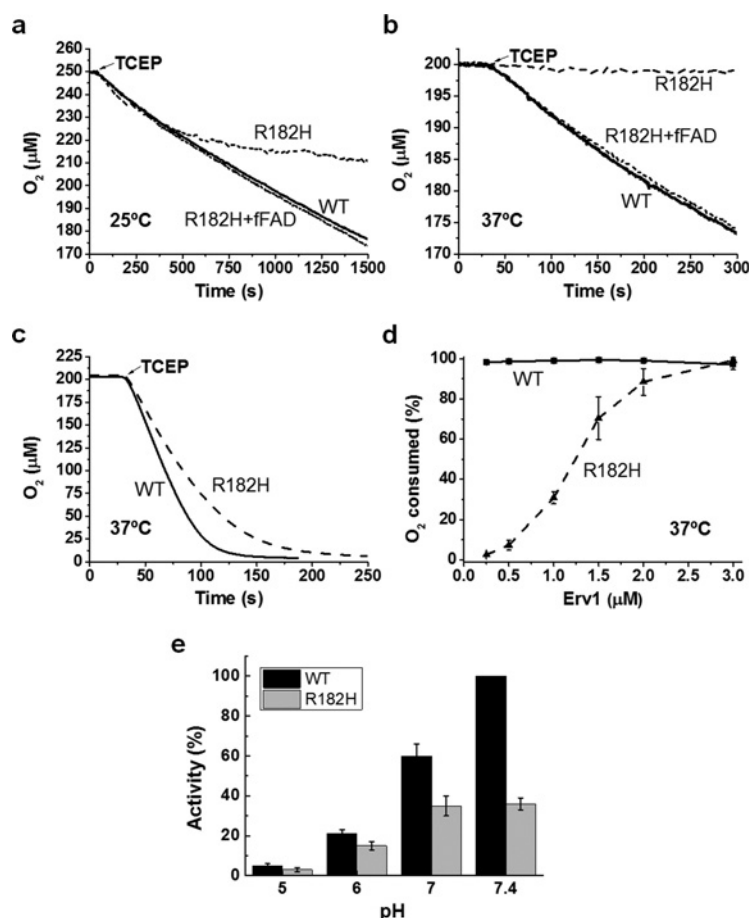 a
TCEP
R182H
R182H+fFAD
WT
25ºC
O₂ (µM)
260
250
240
230
220
210
200
190
180
170
0 250 500 750 1000 1250 1500
Time (s)
b
TCEP
R182H
R182H+fFAD
WT
37ºC
O₂ (µM)
200
195
190
185
180
175
170
0 50 100 150 200 250 300
Time (s)
c
TCEP
WT
R182H
37ºC
O₂ (µM)
225
200
175
150
125
100
75
50
25
0
0 50 100 150 200 250
Time (s)
d
WT
R182H
37ºC
O₂ consumed (%)
100
80
60
40
20
0
0.0 0.5 1.0 1.5 2.0 2.5 3.0
Erv1 (µM)
e
WT
R182H
Activity (%)
100
80
60
40
20
0
5 6 7 7.4
pH